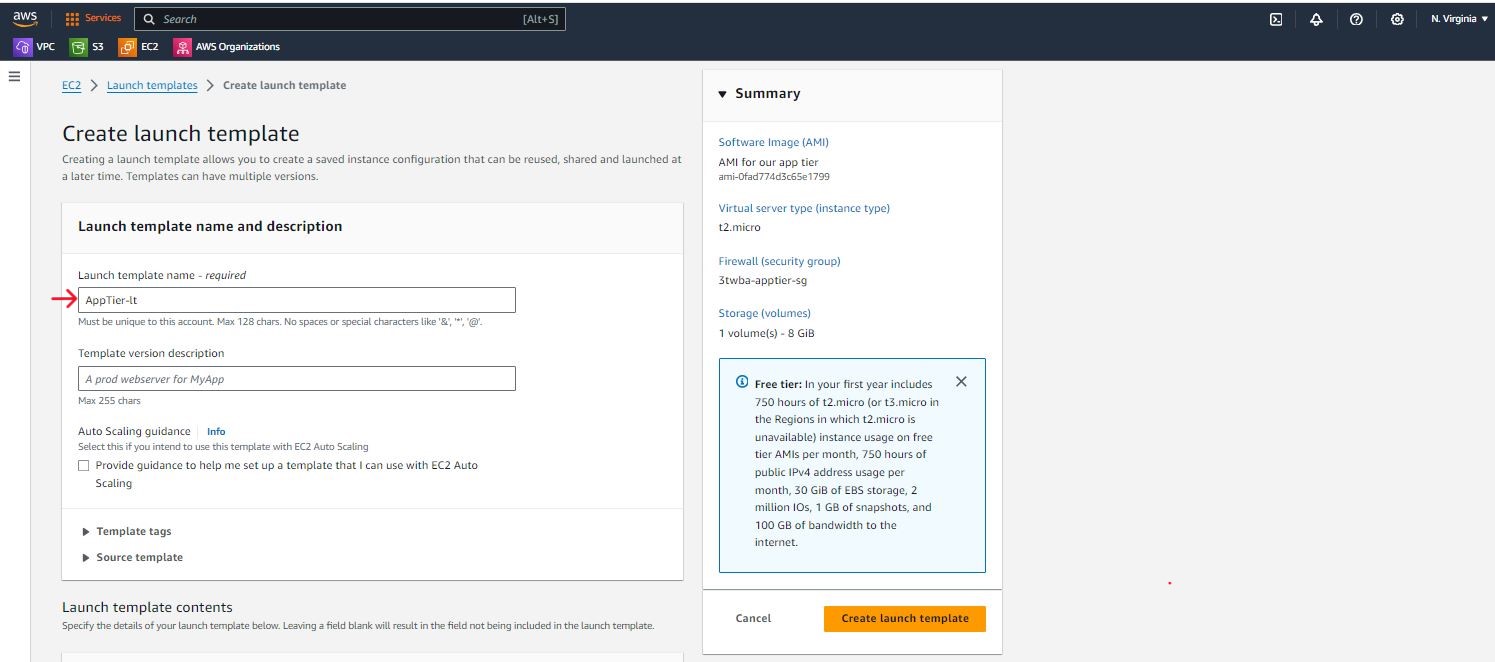 aws
Services
Search
[Alt+S]
N. Virginia
VPC
S3
EC2
AWS Organizations
EC2 > Launch templates > Create launch template
Create launch template
Creating a launch template allows you to create a saved instance configuration that can be reused, shared and launched at
a later time. Templates can have multiple versions.
Launch template name and description
Launch template name - required
AppTier-lt
Must be unique to this account. Max 128 chars. No spaces or special characters like '&', '*', '@'.
Template version description
A prod webserver for MyApp
Max 255 chars
Auto Scaling guidance
Info
Select this if you intend to use this template with EC2 Auto Scaling
Provide guidance to help me set up a template that I can use with EC2 Auto
Scaling
Template tags
Source template
Launch template contents
Specify the details of your launch template below. Leaving a field blank will result in the field not being included in the launch template.
Summary
Software Image (AMI)
AMI for our app tier
ami-0fad774d3c65e1799
Virtual server type (instance type)
t2.micro
Firewall (security group)
3twba-apptier-sg
Storage (volumes)
1 volume(s) - 8 GiB
Free tier: In your first year includes
750 hours of t2.micro (or t3.micro in
the Regions in which t2.micro is
unavailable) instance usage on free
tier AMIs per month, 750 hours of
public IPv4 address usage per
month, 30 GiB of EBS storage, 2
million IOs, 1 GB of snapshots, and
100 GB of bandwidth to the
internet.
Cancel
Create launch template